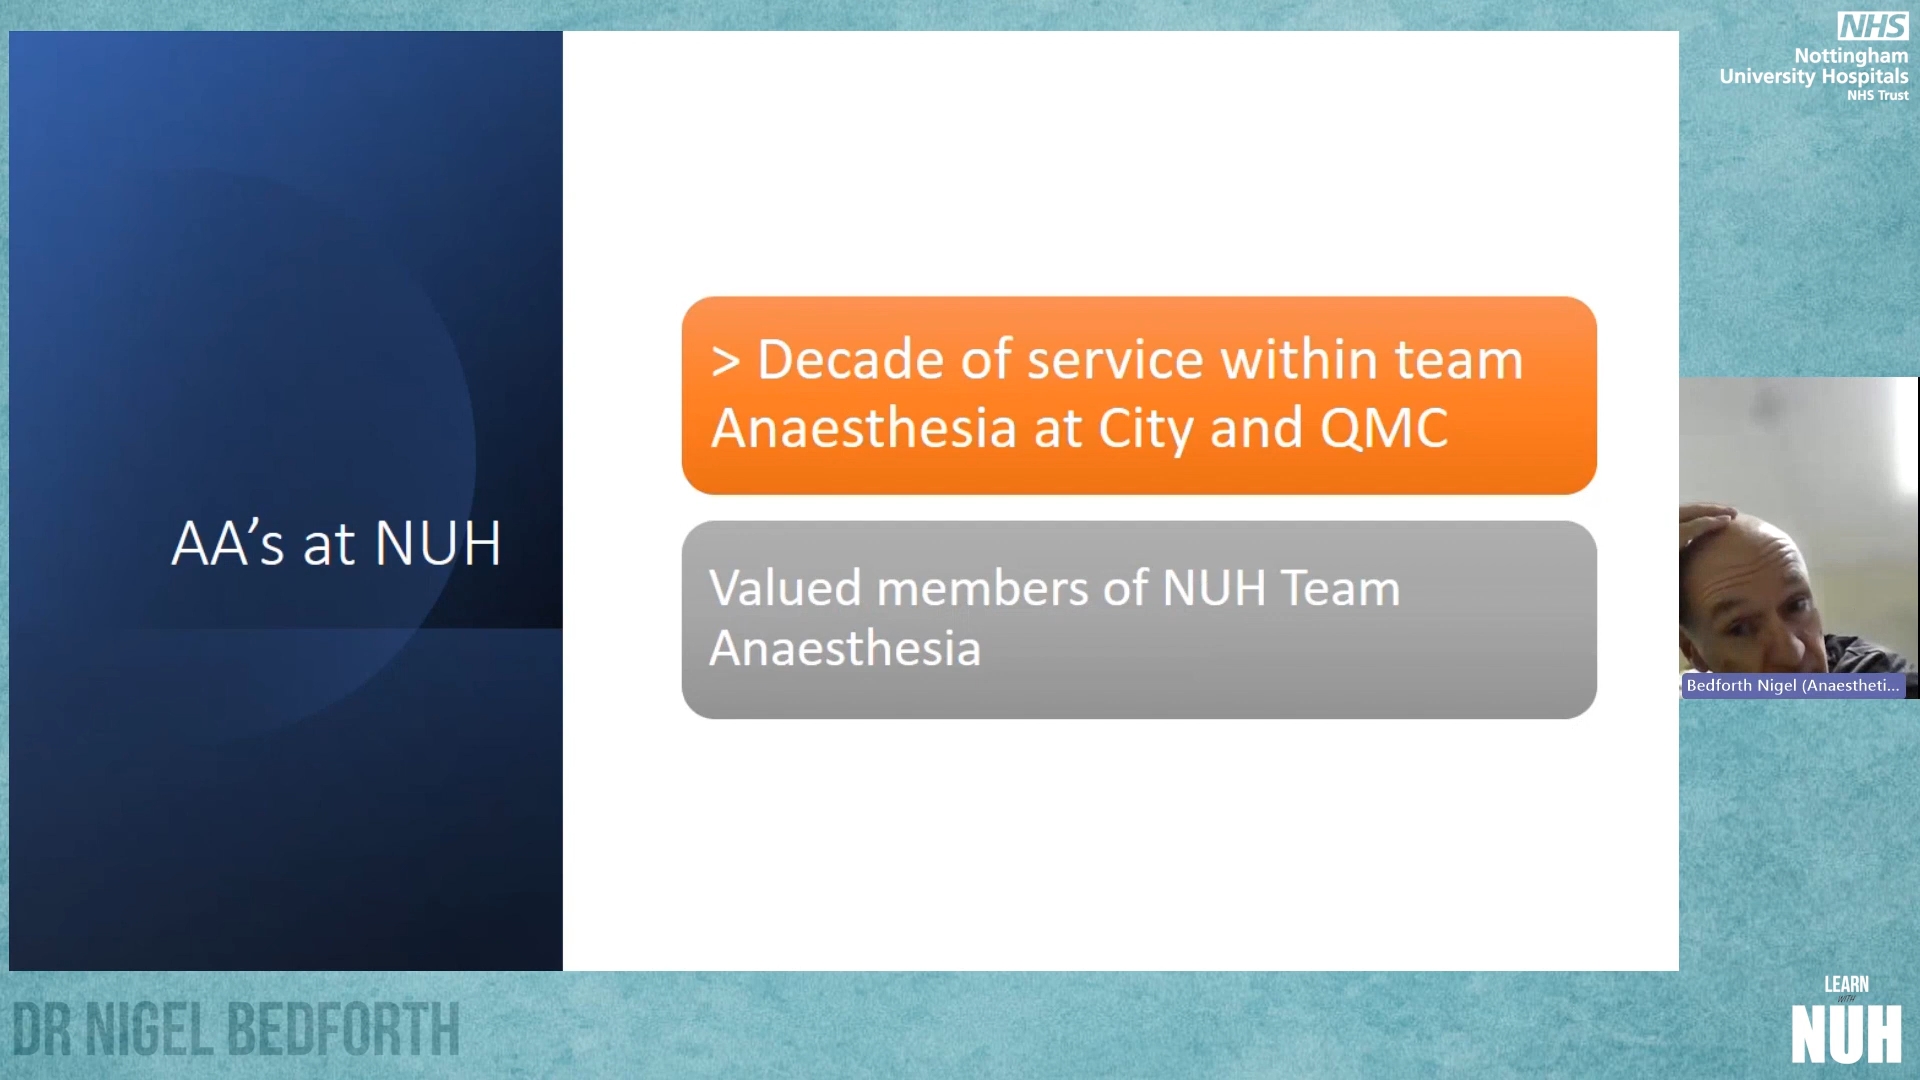 NHS
Nottingham
University Hospitals
NHS Trust
AA's at NUH
> Decade of service within team
Anaesthesia at City and QMC
Valued members of NUH Team
Anaesthesia
Bedforth Nigel (Anaestheti...
DR NIGEL BEDFORTH
LEARN
WITH
NUH